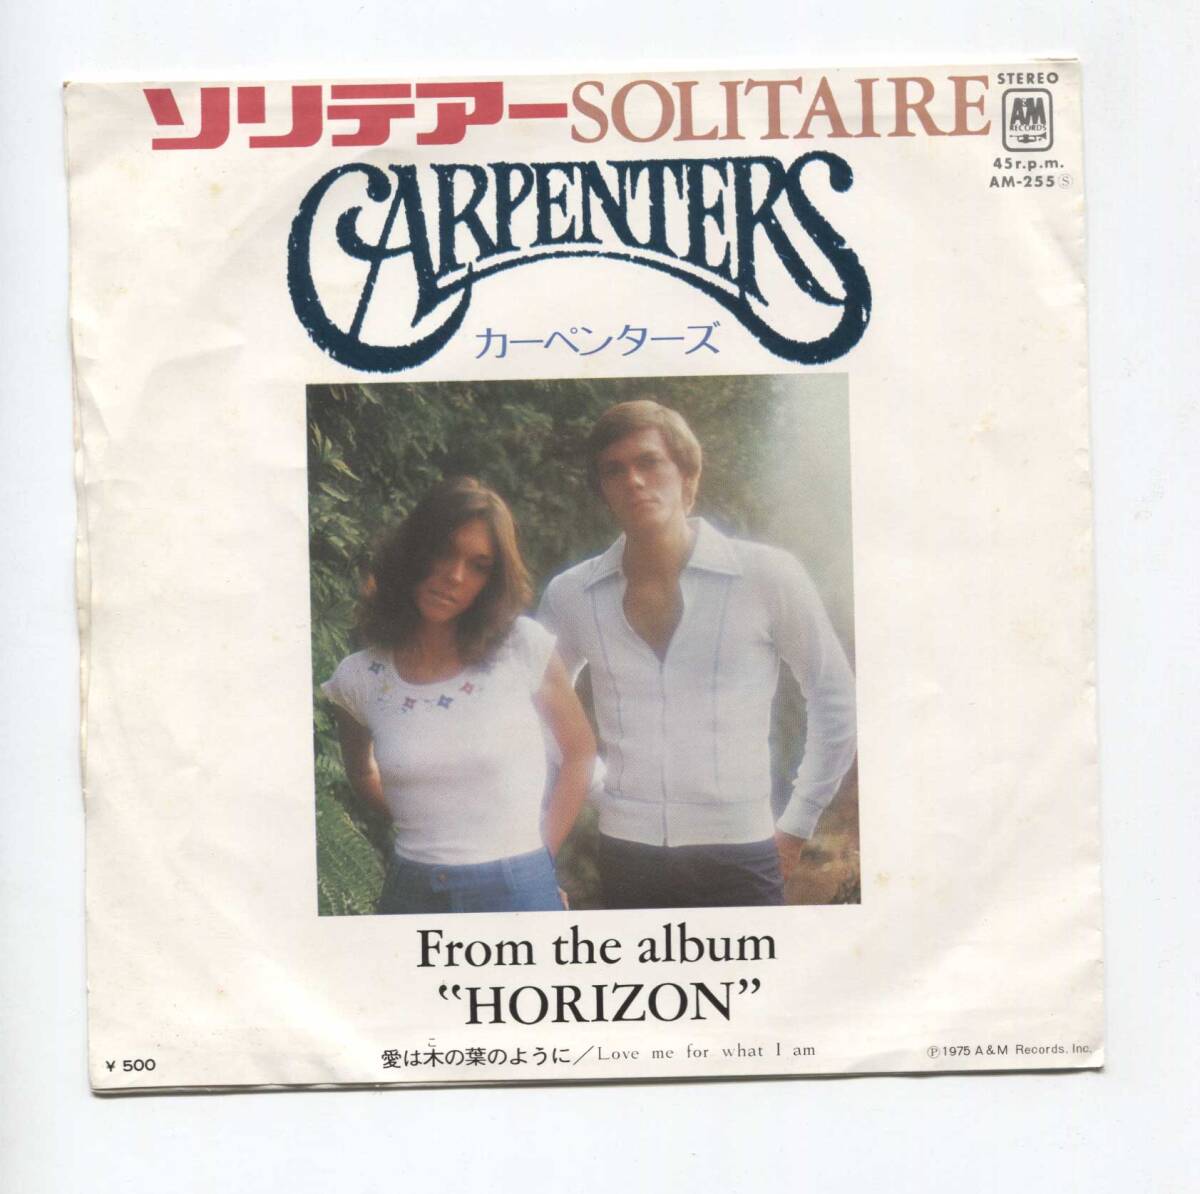 ソリテアーSOLITAIRE
STEREO
A&M
RECORDS
45r.p.m.
AM-255Ⓢ
CARPENTERS
カーペンターズ
From the album
“HORIZON”
愛は木(こ)の葉のように／Love me for what I am
¥ 500
Ⓟ1975 A & M Records, Inc.